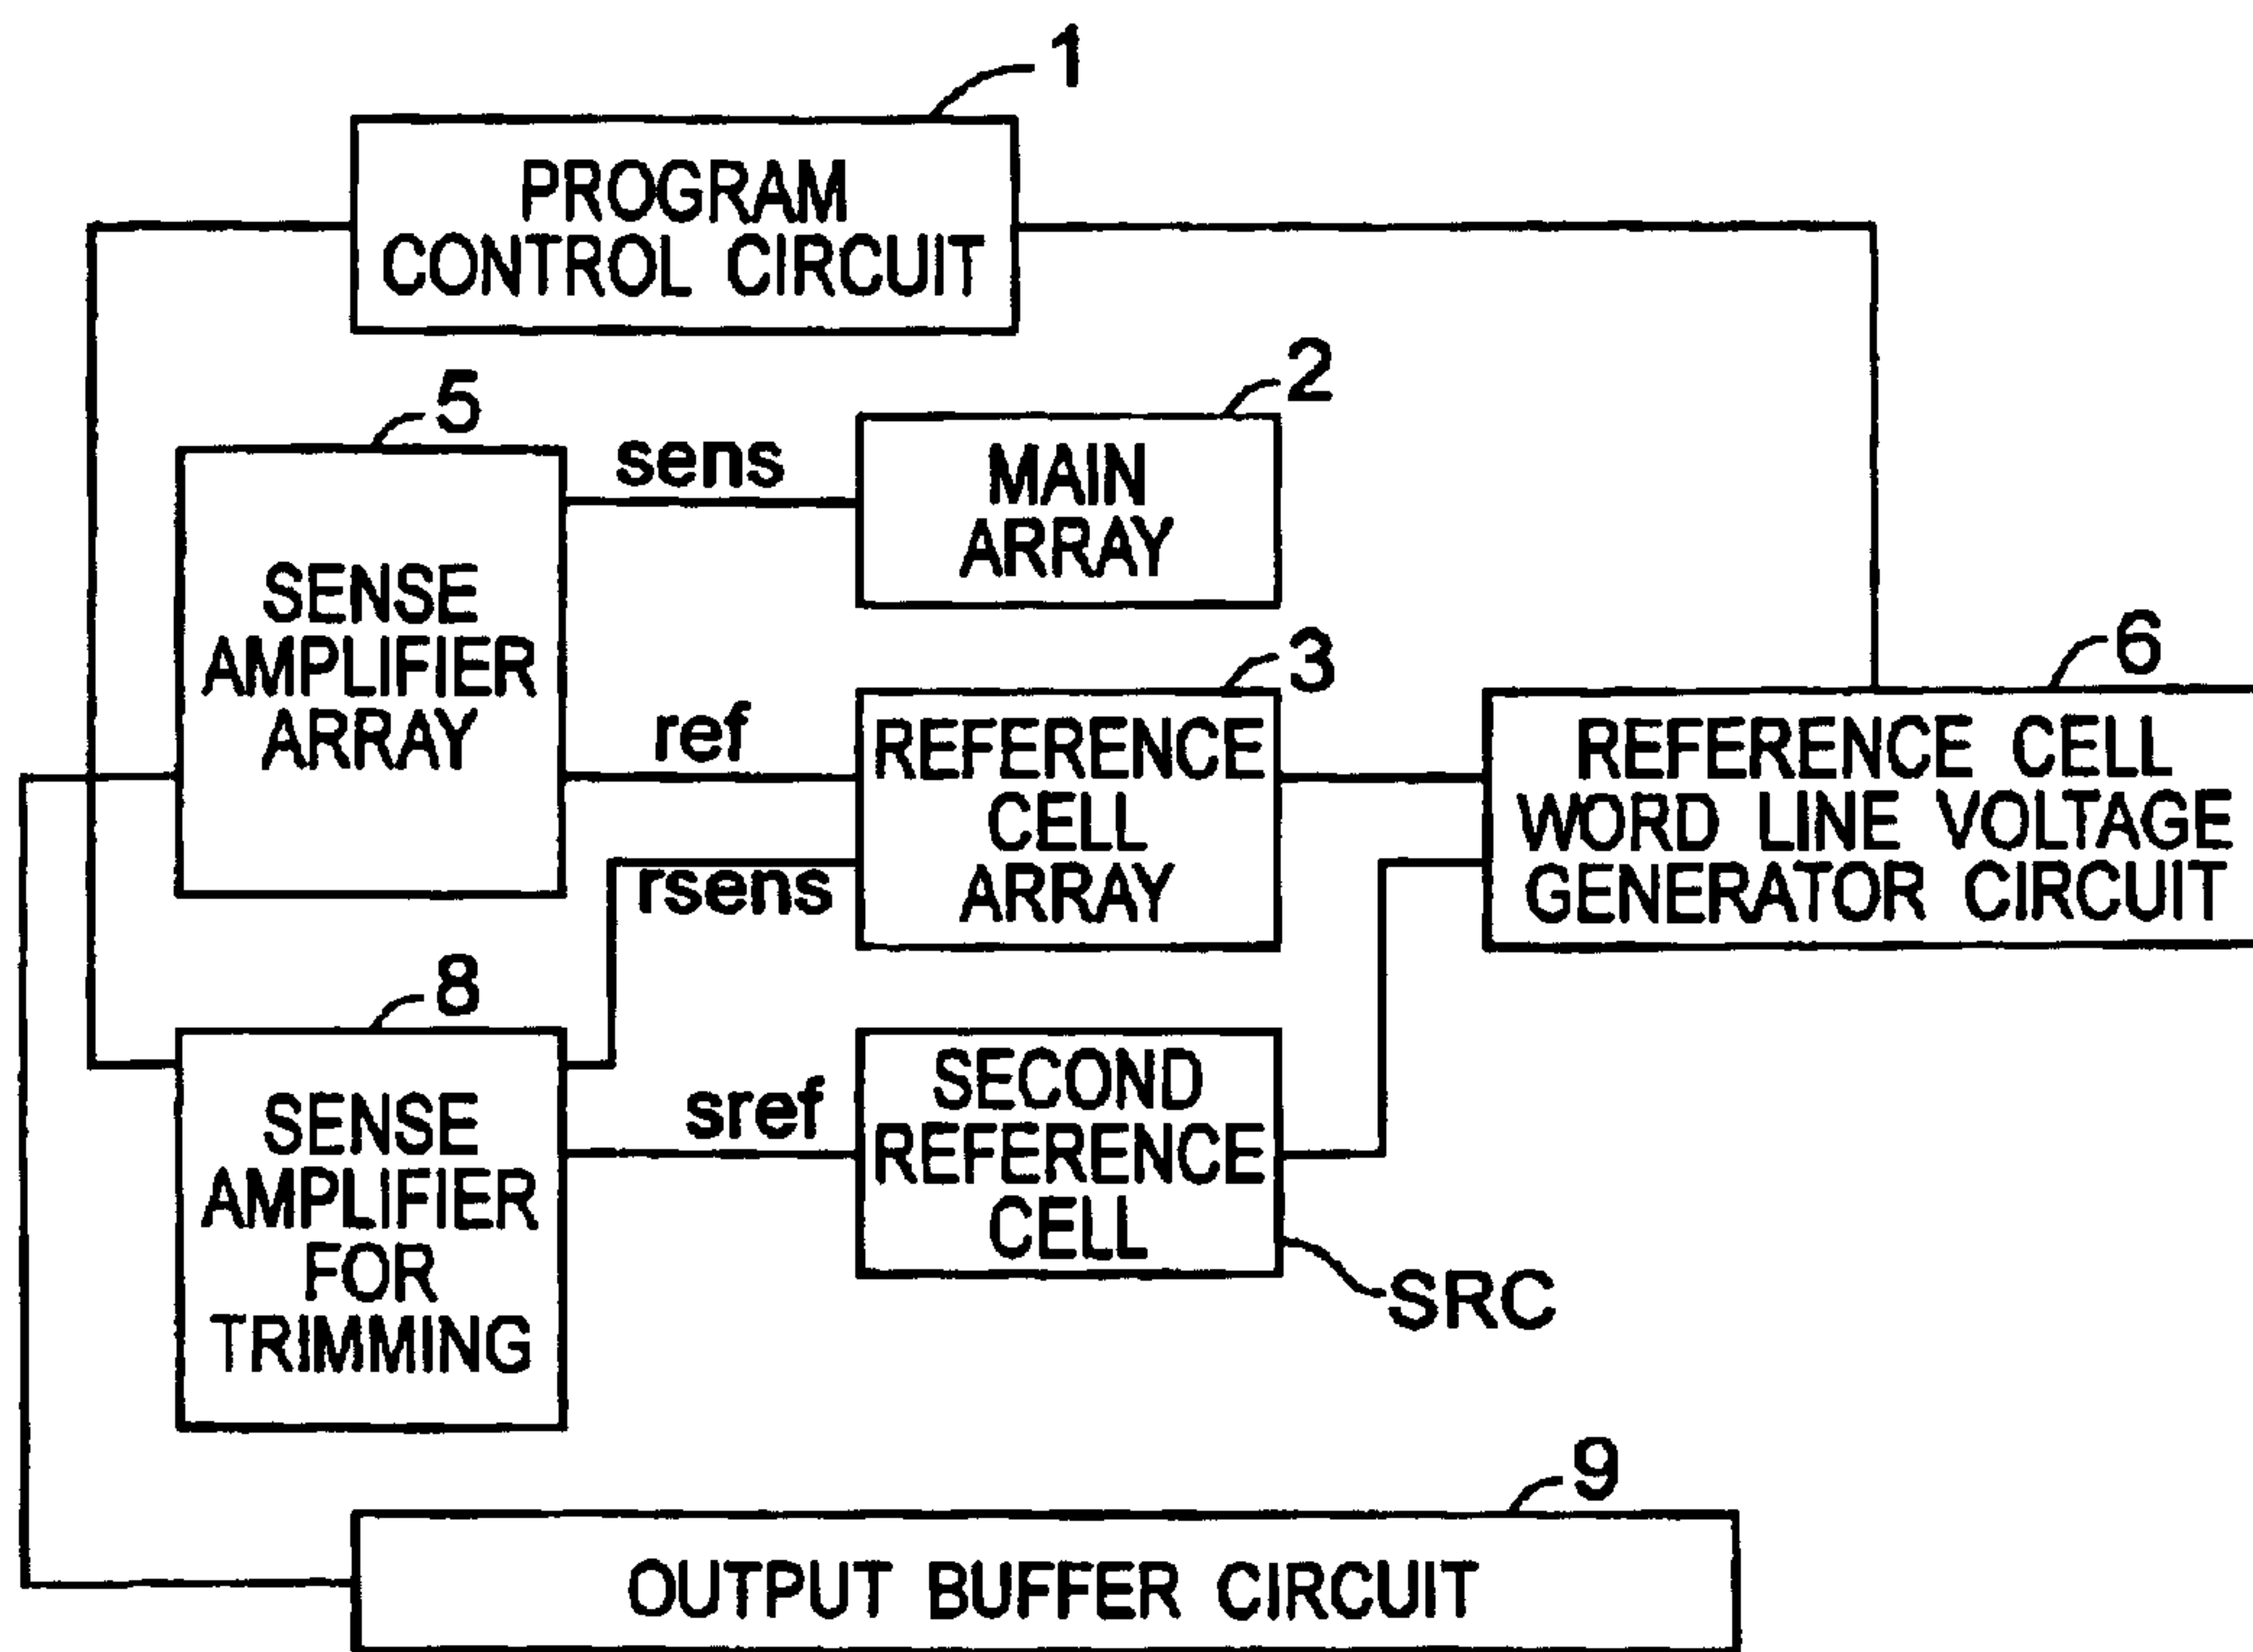 1
PROGRAM
CONTROL CIRCUIT
2
5
sens
MAIN
ARRAY
SENSE
AMPLIFIER
ARRAY
3
6
ref
REFERENCE
CELL
ARRAY
rsens
REFERENCE CELL
WORD LINE VOLTAGE
GENERATOR CIRCUIT
8
SENSE
AMPLIFIER
FOR
TRIMMING
sref
SECOND
REFERENCE
CELL
SRC
9
OUTPUT BUFFER CIRCUIT